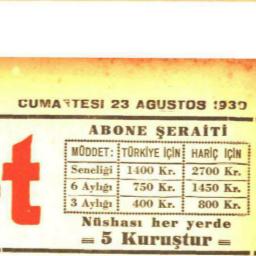 CUMARTESI 23 AGUSTOS 1930
ABONE ŞERAİTİ
MÜDDET: TÜRKİYE İÇİN HARİÇ İÇİN
Seneliği 1400 Kr. 2700 Kr.
6 Aylığı 750 Kr. 1450 Kr.
3 Aylığı 400 Kr. 800 Kr.
t
Nüshası her yerde
= 5 Kuruştur =